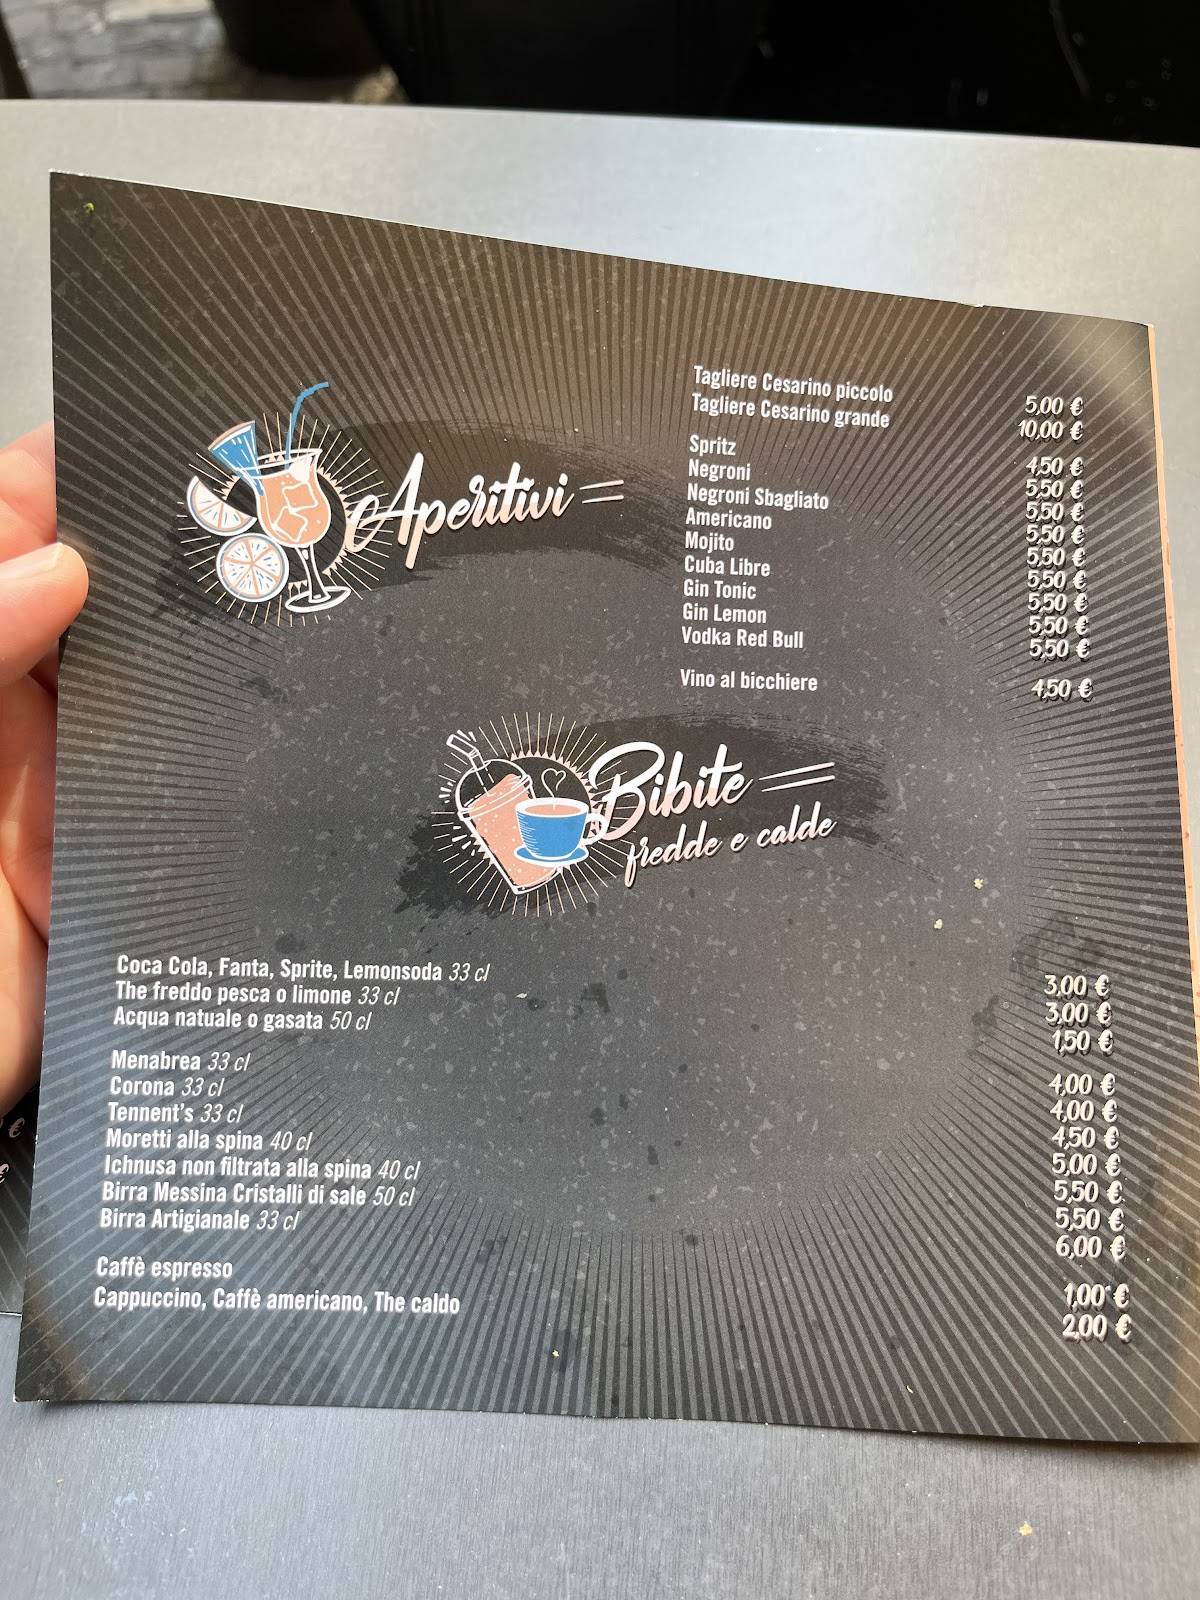 Aperitivi
Tagliere Cesarino piccolo 5,00 €
Tagliere Cesarino grande 10,00 €
Spritz 4,50 €
Negroni 5,50 €
Negroni Sbagliato 5,50 €
Americano 5,50 €
Mojito 5,50 €
Cuba Libre 5,50 €
Gin Tonic 5,50 €
Gin Lemon 5,50 €
Vodka Red Bull 5,50 €
Vino al bicchiere 4,50 €
Bibite
fredde e calde
Coca Cola, Fanta, Sprite, Lemonsoda 33 cl 3,00 €
The freddo pesca o limone 33 cl 3,00 €
Acqua natuale o gasata 50 cl 1,50 €
Menabrea 33 cl 4,00 €
Corona 33 cl 4,00 €
Tennent's 33 cl 4,50 €
Moretti alla spina 40 cl 5,00 €
Ichnusa non filtrata alla spina 40 cl 5,50 €
Birra Messina Cristalli di sale 50 cl 5,50 €
Birra Artigianale 33 cl 6,00 €
Caffè espresso 1,00 €
Cappuccino, Caffè americano, The caldo 2,00 €
€
€